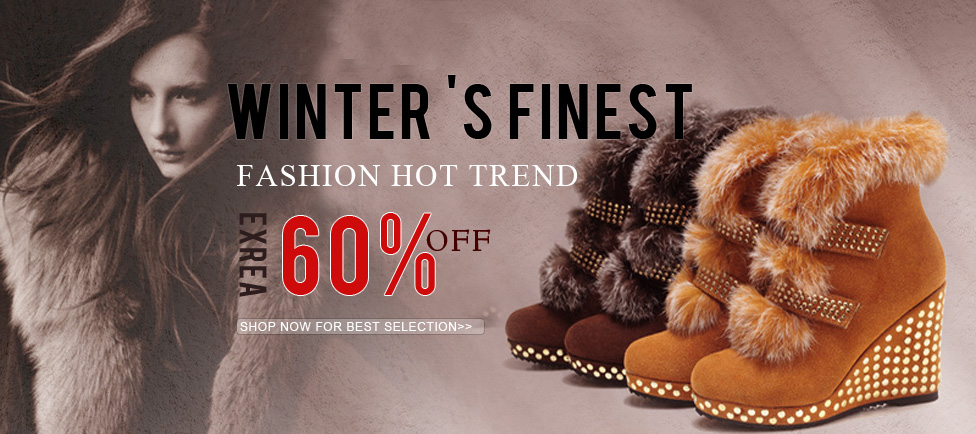 WINTER 'S FINEST
FASHION HOT TREND
EXREA
60% OFF
SHOP NOW FOR BEST SELECTION>>